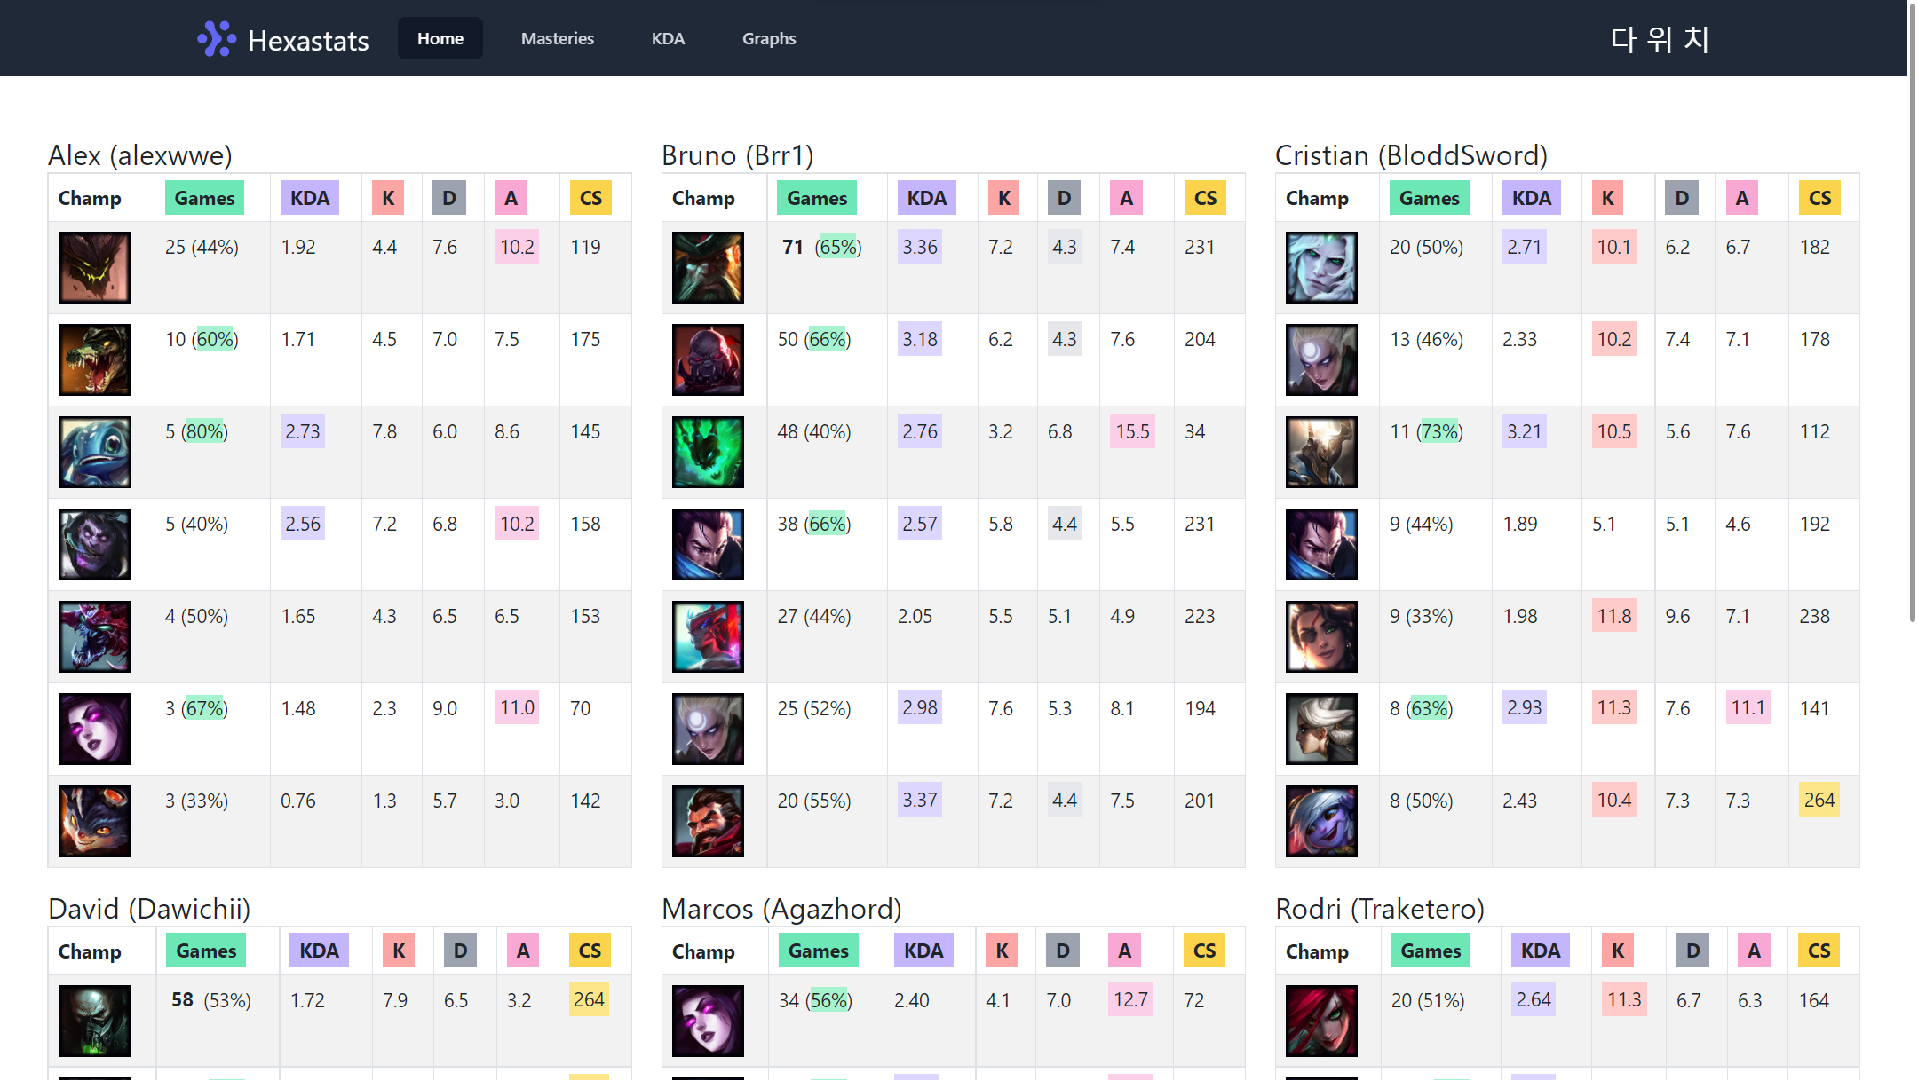 Hexastats Home Masteries KDA Graphs 다 위 치
Alex (alexwwe)
Champ Games KDA K D A CS
25 (44%) 1.92 4.4 7.6 10.2 119
10 (60%) 1.71 4.5 7.0 7.5 175
5 (80%) 2.73 7.8 6.0 8.6 145
5 (40%) 2.56 7.2 6.8 10.2 158
4 (50%) 1.65 4.3 6.5 6.5 153
3 (67%) 1.48 2.3 9.0 11.0 70
3 (33%) 0.76 1.3 5.7 3.0 142
Bruno (Brr1)
Champ Games KDA K D A CS
71 (65%) 3.36 7.2 4.3 7.4 231
50 (66%) 3.18 6.2 4.3 7.6 204
48 (40%) 2.76 3.2 6.8 15.5 34
38 (66%) 2.57 5.8 4.4 5.5 231
27 (44%) 2.05 5.5 5.1 4.9 223
25 (52%) 2.98 7.6 5.3 8.1 194
20 (55%) 3.37 7.2 4.4 7.5 201
Cristian (BloddSword)
Champ Games KDA K D A CS
20 (50%) 2.71 10.1 6.2 6.7 182
13 (46%) 2.33 10.2 7.4 7.1 178
11 (73%) 3.21 10.5 5.6 7.6 112
9 (44%) 1.89 5.1 5.1 4.6 192
9 (33%) 1.98 11.8 9.6 7.1 238
8 (63%) 2.93 11.3 7.6 11.1 141
8 (50%) 2.43 10.4 7.3 7.3 264
David (Dawichii)
Champ Games KDA K D A CS
58 (53%) 1.72 7.9 6.5 3.2 264
Marcos (Agazhord)
Champ Games KDA K D A CS
34 (56%) 2.40 4.1 7.0 12.7 72
Rodri (Traketero)
Champ Games KDA K D A CS
20 (51%) 2.64 11.3 6.7 6.3 164